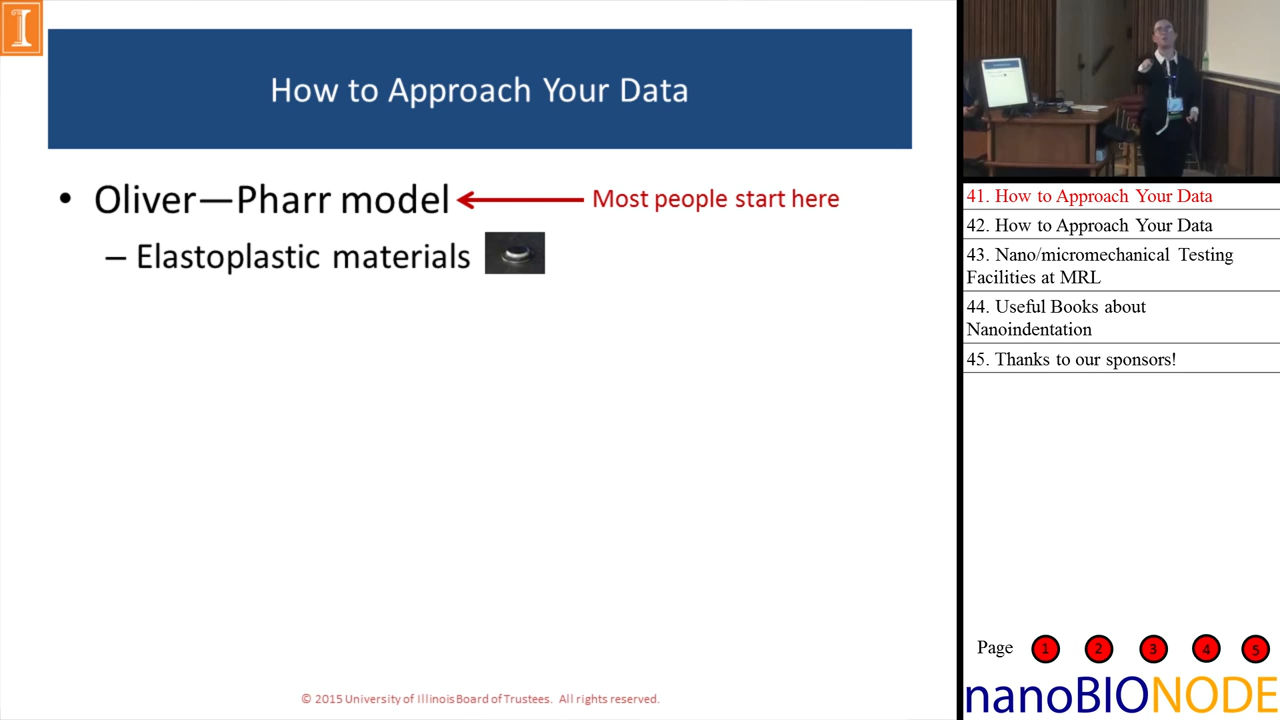 I
How to Approach Your Data
• Oliver—Pharr model
Most people start here
– Elastoplastic materials
© 2015 University of IllinoisBoard of Trustees. All rights reserved.
41. How to Approach Your Data
42. How to Approach Your Data
43. Nano/micromechanical Testing
Facilities at MRL
44. Useful Books about
Nanoindentation
45. Thanks to our sponsors!
Page 1 2 3 4 5
nanoBIONODE